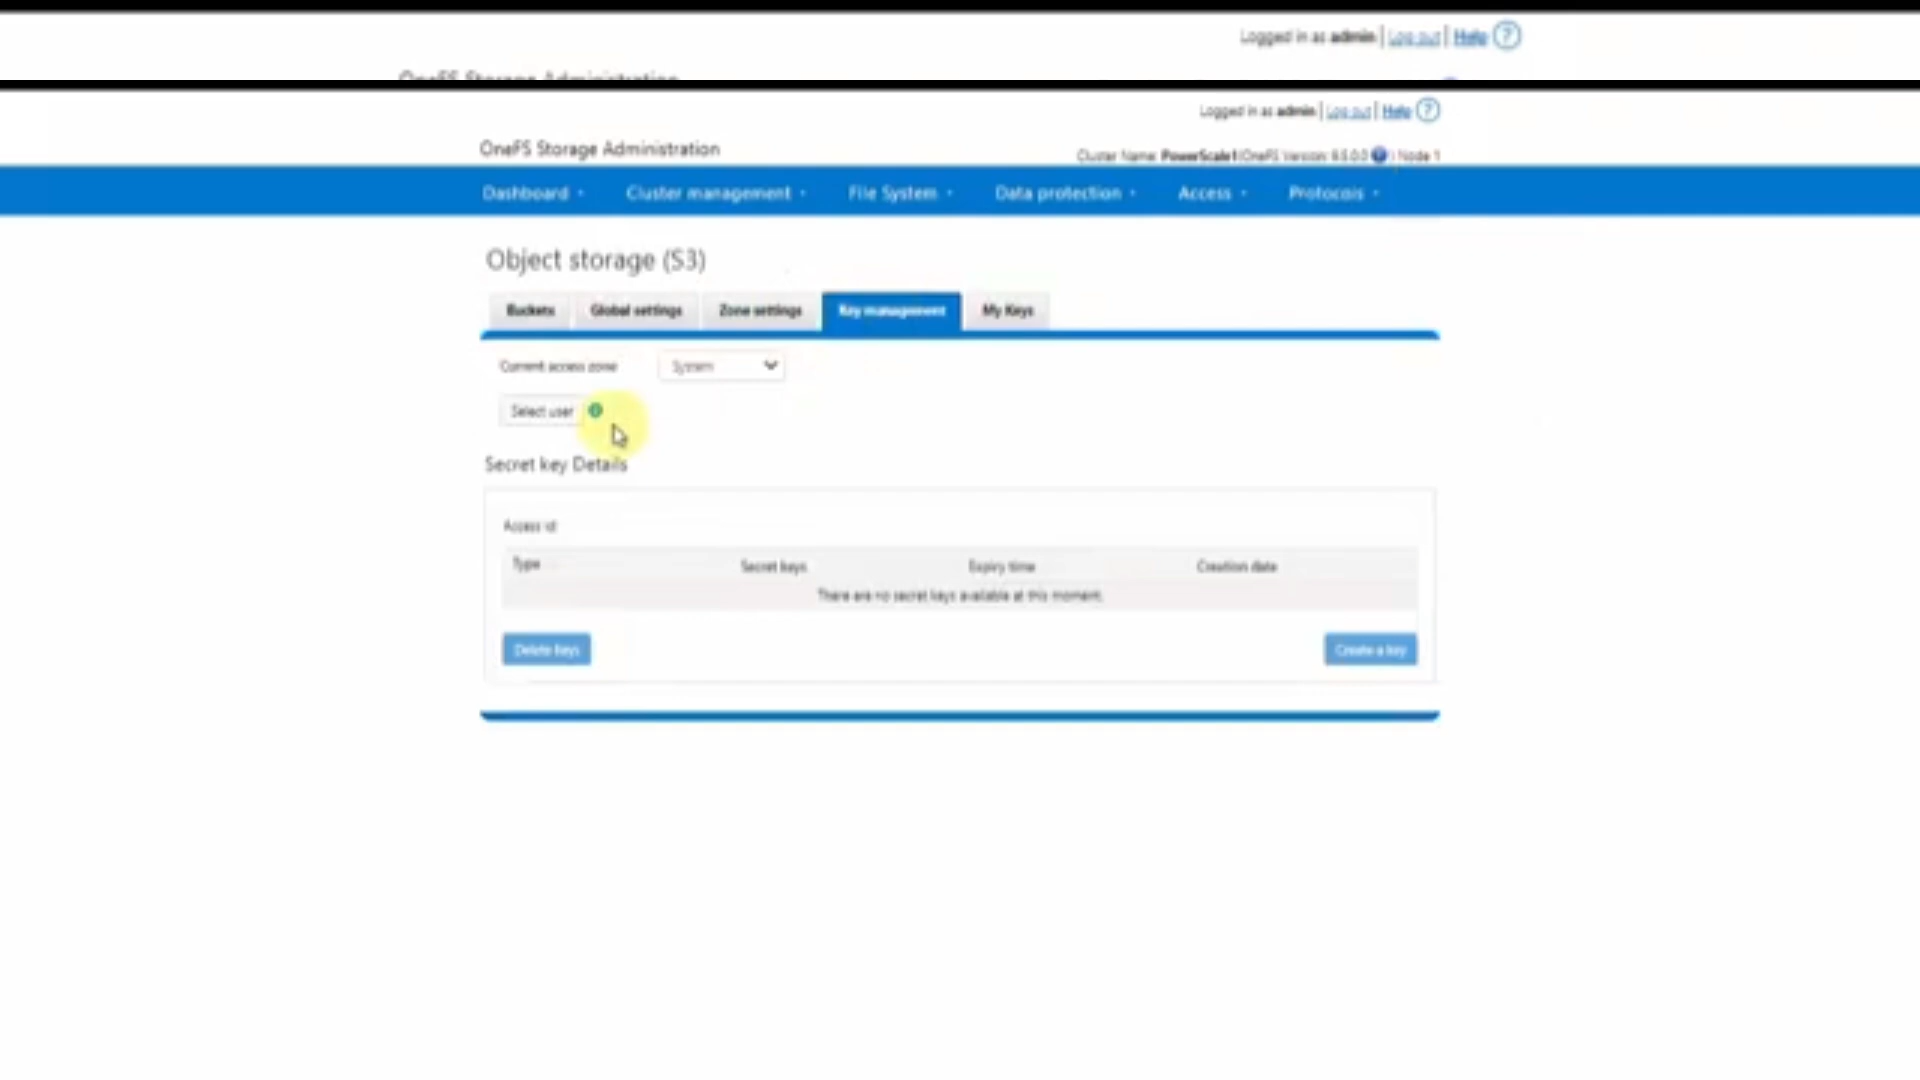 Logged in as admin | Log out | Help ?
OneFS Storage Administration
Logged in as admin | Log out | Help ?
OneFS Storage Administration
Cluster Name: PowerScale1 OneFS Version: 9.5.0.0 Node 1
Dashboard Cluster management File System Data protection Access Protocols
Object storage (S3)
Buckets Global settings Zone settings Key management My Keys
Current access zone System
Select user
Secret key Details
Access id
Type Secret keys Expiry time Creation date
There are no secret keys available at this moment.
Delete keys Create a key